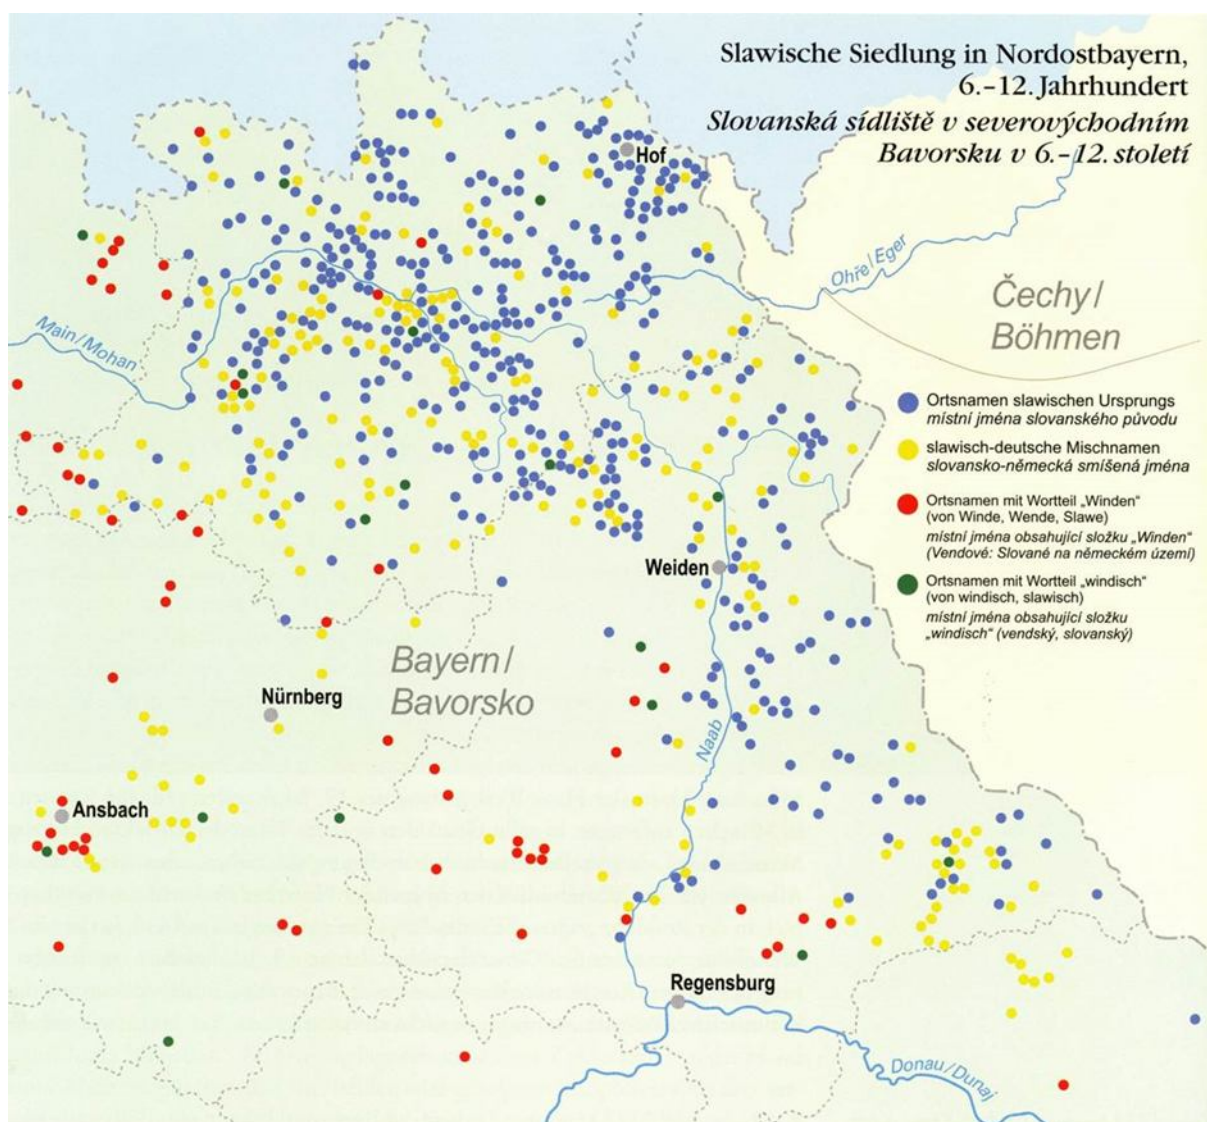 Slawische Siedlung in Nordostbayern,
6.–12. Jahrhundert
Slovanská sídliště v severovýchodním
Bavorsku v 6.–12. století
Hof
Ohře/Eger
Čechy/
Böhmen
Main/Mohan
Ortsnamen slawischen Ursprungs
místní jména slovanského původu
slawisch-deutsche Mischnamen
slovansko-německá smíšená jména
Ortsnamen mit Wortteil „Winden“
(von Winde, Wende, Slawe)
místní jména obsahující složku „Winden“
(Vendové: Slované na německém území)
Ortsnamen mit Wortteil „windisch“
(von windisch, slawisch)
místní jména obsahující složku
„windisch“ (vendský, slovanský)
Weiden
Bayern/
Bavorsko
Nürnberg
Naab
Ansbach
Regensburg
Donau/Dunaj